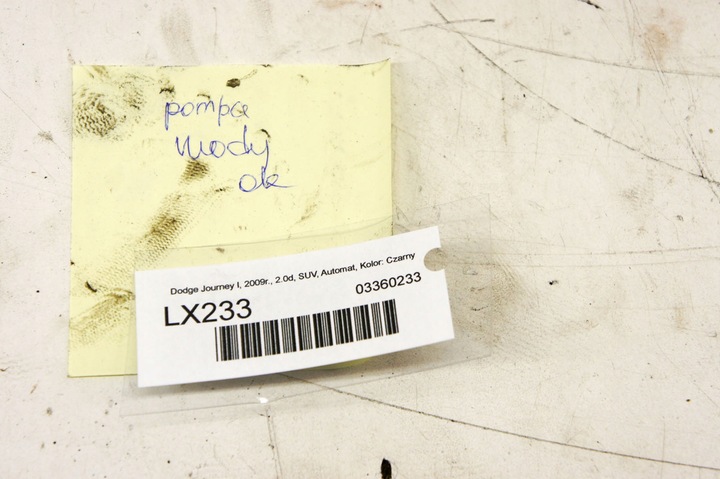 pompa
wody
ok
Dodge Journey I, 2009r., 2.0d, SUV, Automat, Kolor: Czarny
03360233
LX233